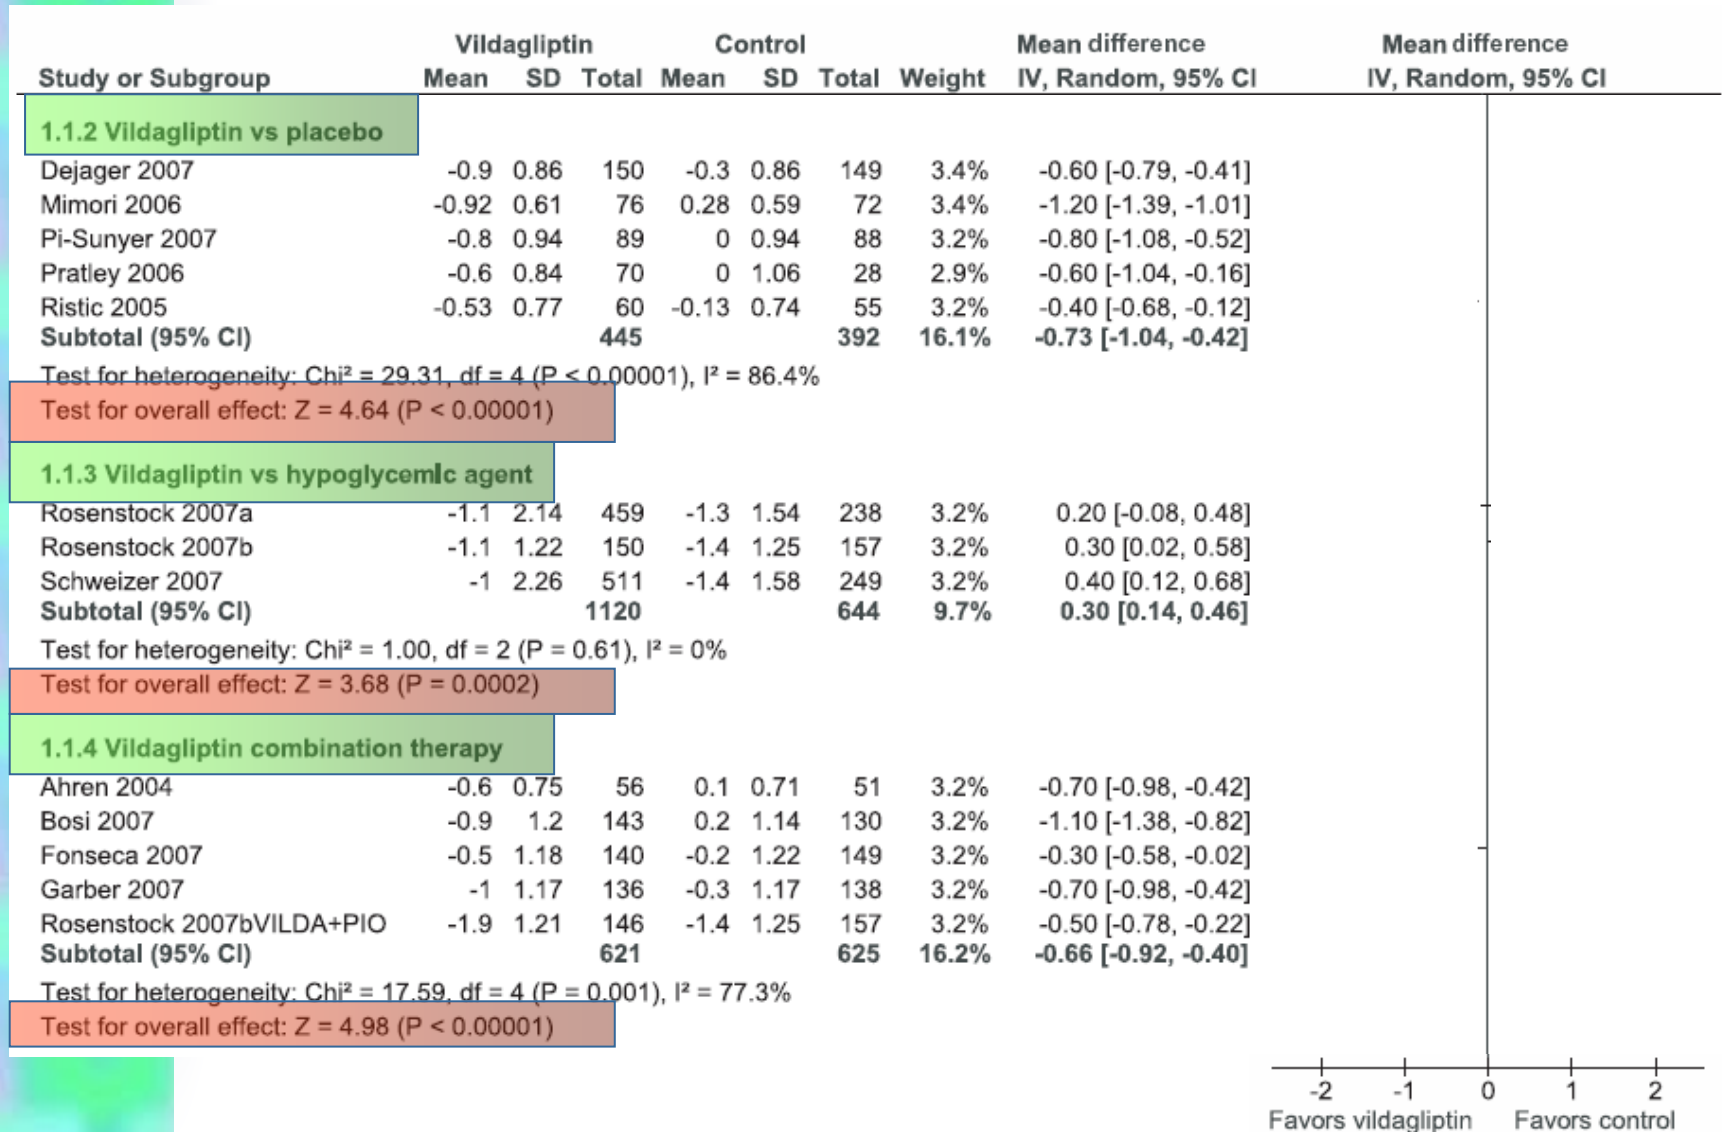 Vildagliptin Control Mean difference Mean difference
Study or Subgroup Mean SD Total Mean SD Total Weight IV, Random, 95% CI IV, Random, 95% CI
1.1.2 Vildagliptin vs placebo
Dejager 2007 -0.9 0.86 150 -0.3 0.86 149 3.4% -0.60 [-0.79, -0.41]
Mimori 2006 -0.92 0.61 76 0.28 0.59 72 3.4% -1.20 [-1.39, -1.01]
Pi-Sunyer 2007 -0.8 0.94 89 0 0.94 88 3.2% -0.80 [-1.08, -0.52]
Pratley 2006 -0.6 0.84 70 0 1.06 28 2.9% -0.60 [-1.04, -0.16]
Ristic 2005 -0.53 0.77 60 -0.13 0.74 55 3.2% -0.40 [-0.68, -0.12]
Subtotal (95% CI) 445 392 16.1% -0.73 [-1.04, -0.42]
Test for heterogeneity: Chi² = 29.31, df = 4 (P < 0.00001), I² = 86.4%
Test for overall effect: Z = 4.64 (P < 0.00001)
1.1.3 Vildagliptin vs hypoglycemic agent
Rosenstock 2007a -1.1 2.14 459 -1.3 1.54 238 3.2% 0.20 [-0.08, 0.48]
Rosenstock 2007b -1.1 1.22 150 -1.4 1.25 157 3.2% 0.30 [0.02, 0.58]
Schweizer 2007 -1 2.26 511 -1.4 1.58 249 3.2% 0.40 [0.12, 0.68]
Subtotal (95% CI) 1120 644 9.7% 0.30 [0.14, 0.46]
Test for heterogeneity: Chi² = 1.00, df = 2 (P = 0.61), I² = 0%
Test for overall effect: Z = 3.68 (P = 0.0002)
1.1.4 Vildagliptin combination therapy
Ahren 2004 -0.6 0.75 56 0.1 0.71 51 3.2% -0.70 [-0.98, -0.42]
Bosi 2007 -0.9 1.2 143 0.2 1.14 130 3.2% -1.10 [-1.38, -0.82]
Fonseca 2007 -0.5 1.18 140 -0.2 1.22 149 3.2% -0.30 [-0.58, -0.02]
Garber 2007 -1 1.17 136 -0.3 1.17 138 3.2% -0.70 [-0.98, -0.42]
Rosenstock 2007bVILDA+PIO -1.9 1.21 146 -1.4 1.25 157 3.2% -0.50 [-0.78, -0.22]
Subtotal (95% CI) 621 625 16.2% -0.66 [-0.92, -0.40]
Test for heterogeneity: Chi² = 17.59, df = 4 (P = 0.001), I² = 77.3%
Test for overall effect: Z = 4.98 (P < 0.00001)
-2 -1 0 1 2
Favors vildagliptin Favors control